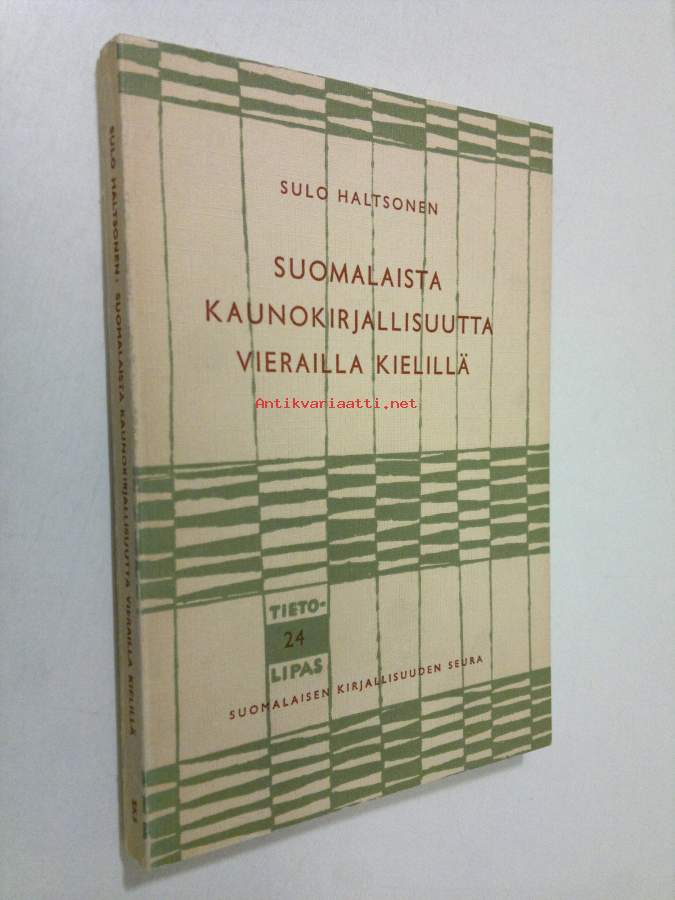 SULO HALTSONEN
SUOMALAISTA
KAUNOKIRJALLISUUTTA
VIERAILLA KIELILLÄ
Antikvariaatti.net
TIETO-
24
LIPAS
SUOMALAISEN KIRJALLISUUDEN SEURA
SULO HALTSONEN: SUOMALAISTA KAUNOKIRJALLISUUTTA VIERAILLA KIELILLÄ